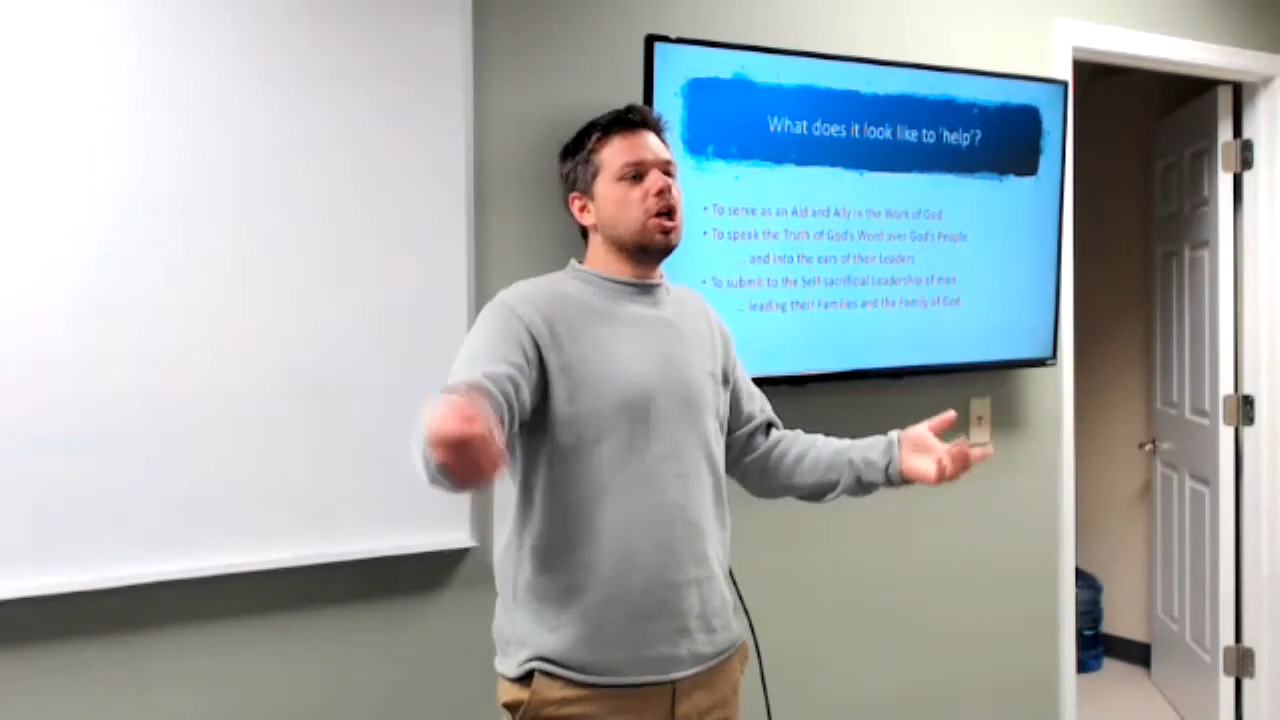 What does it look like to 'help'?
• To serve as an Aid and Ally in the Work of God
• To speak the Truth of God's Word over God's People
... and into the ears of their Leaders
• To submit to the Self-sacrificial Leadership of men
... leading their Families and the Family of God